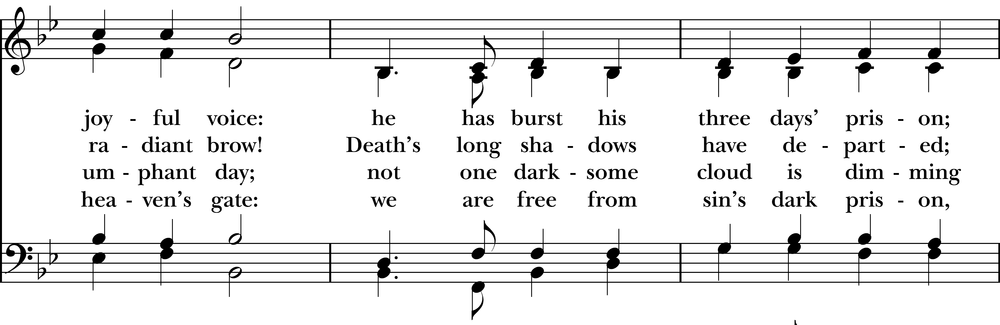 joy - ful voice: he has burst his three days’ pris - on;
ra - diant brow! Death’s long sha - dows have de - part - ed;
um - phant day; not one dark - some cloud is dim - ming
hea - ven’s gate: we are free from sin’s dark pris - on,